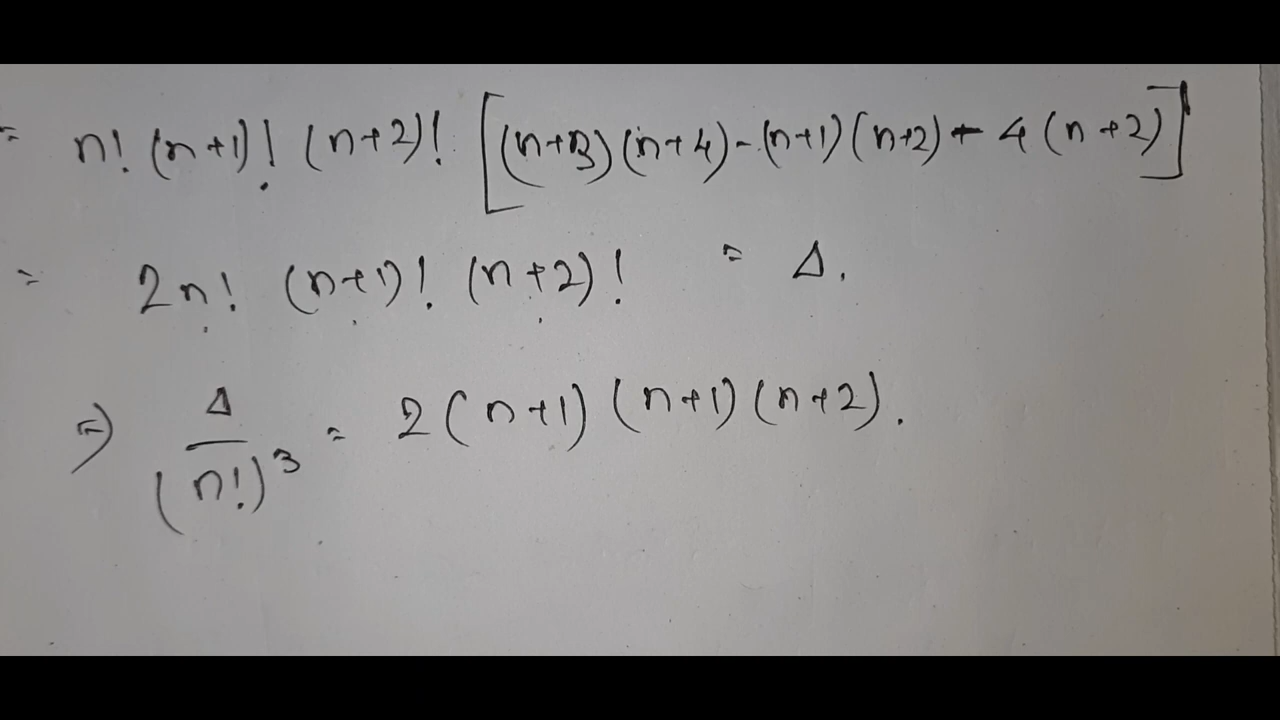 = n! (n+1)! (n+2)! [(n+3)(n+4)-(n+1)(n+2)-4(n+2)]
= 2n! (n+1)! (n+2)! = Δ.
⇒ Δ/(n!)³ = 2(n+1)(n+1)(n+2).